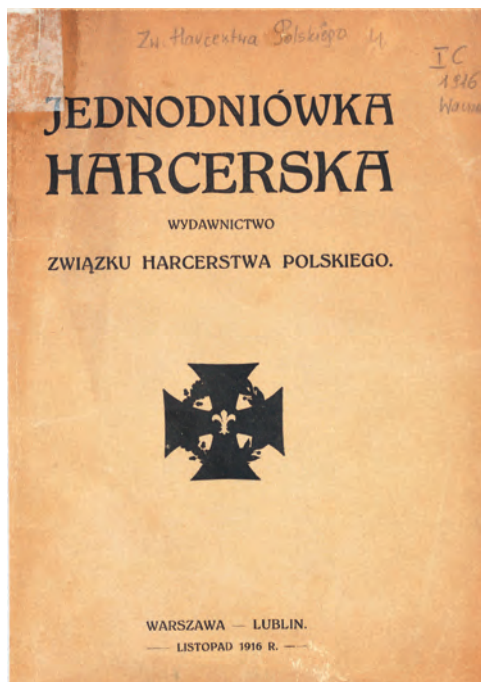 Zw. Harcerstwa Polskiego
I C
1916
JEDNODNIÓWKA
HARCERSKA
WYDAWNICTWO
ZWIĄZKU HARCERSTWA POLSKIEGO.
WARSZAWA — LUBLIN.
— LISTOPAD 1916 R. —